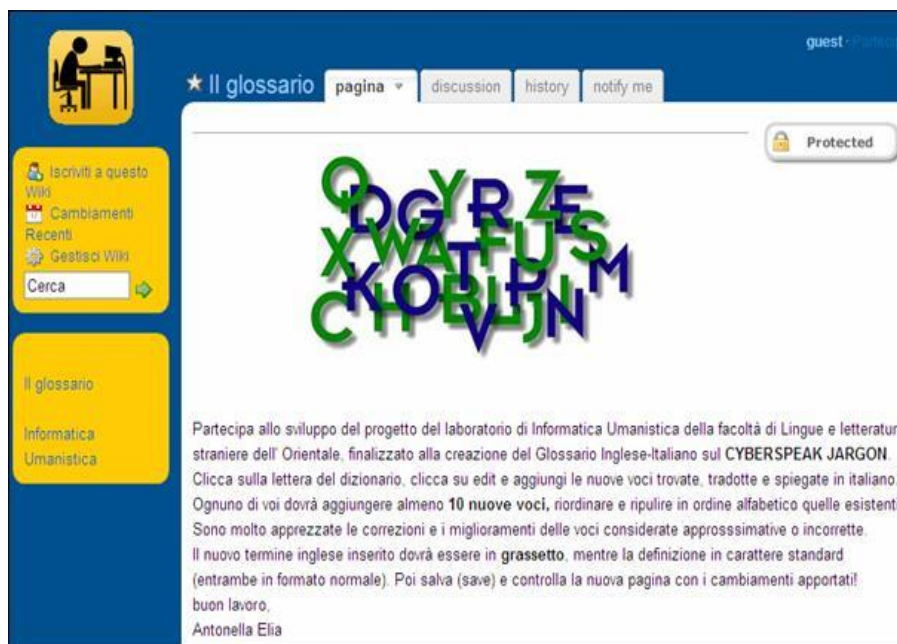 guest ·
Il glossario pagina discussion history notify me
Protected
Iscriviti a questo
Wiki
Cambiamenti
Recenti
Gestisci Wiki
Cerca
Il glossario
Informatica
Umanistica
Q D G Y R Z E
X W A F U S
K O T I P N M
C H B L J I
V
Partecipa allo sviluppo del progetto del laboratorio di Informatica Umanistica della facoltà di Lingue e letteratur
straniere dell' Orientale, finalizzato alla creazione del Glossario Inglese-Italiano sul CYBERSPEAK JARGON.
Clicca sulla lettera del dizionario, clicca su edit e aggiungi le nuove voci trovate, tradotte e spiegate in italiano.
Ognuno di voi dovrà aggiungere almeno 10 nuove voci, riordinare e ripulire in ordine alfabetico quelle esistenti
Sono molto apprezzate le correzioni e i miglioramenti delle voci considerate approsssimative o incorrette.
Il nuovo termine inglese inserito dovrà essere in grassetto, mentre la definizione in carattere standard
(entrambe in formato normale). Poi salva (save) e controlla la nuova pagina con i cambiamenti apportati!
buon lavoro,
Antonella Elia